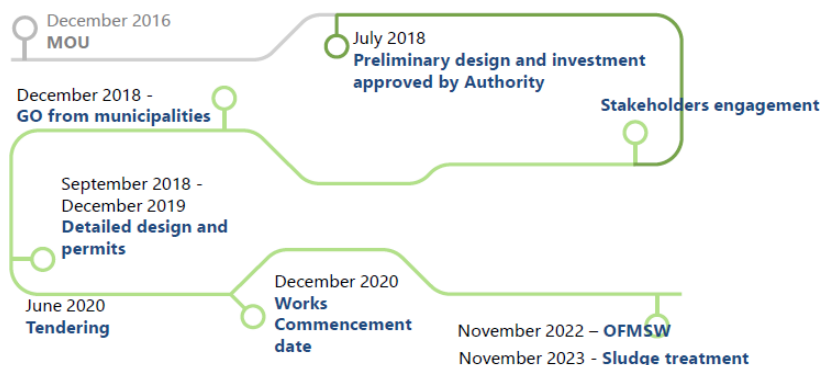 December 2016
MOU
July 2018
Preliminary design and investment
approved by Authority
Stakeholders engagement
December 2018 -
GO from municipalities
September 2018 -
December 2019
Detailed design and
permits
June 2020
Tendering
December 2020
Works
Commencement
date
November 2022 – OFMSW
November 2023 - Sludge treatment